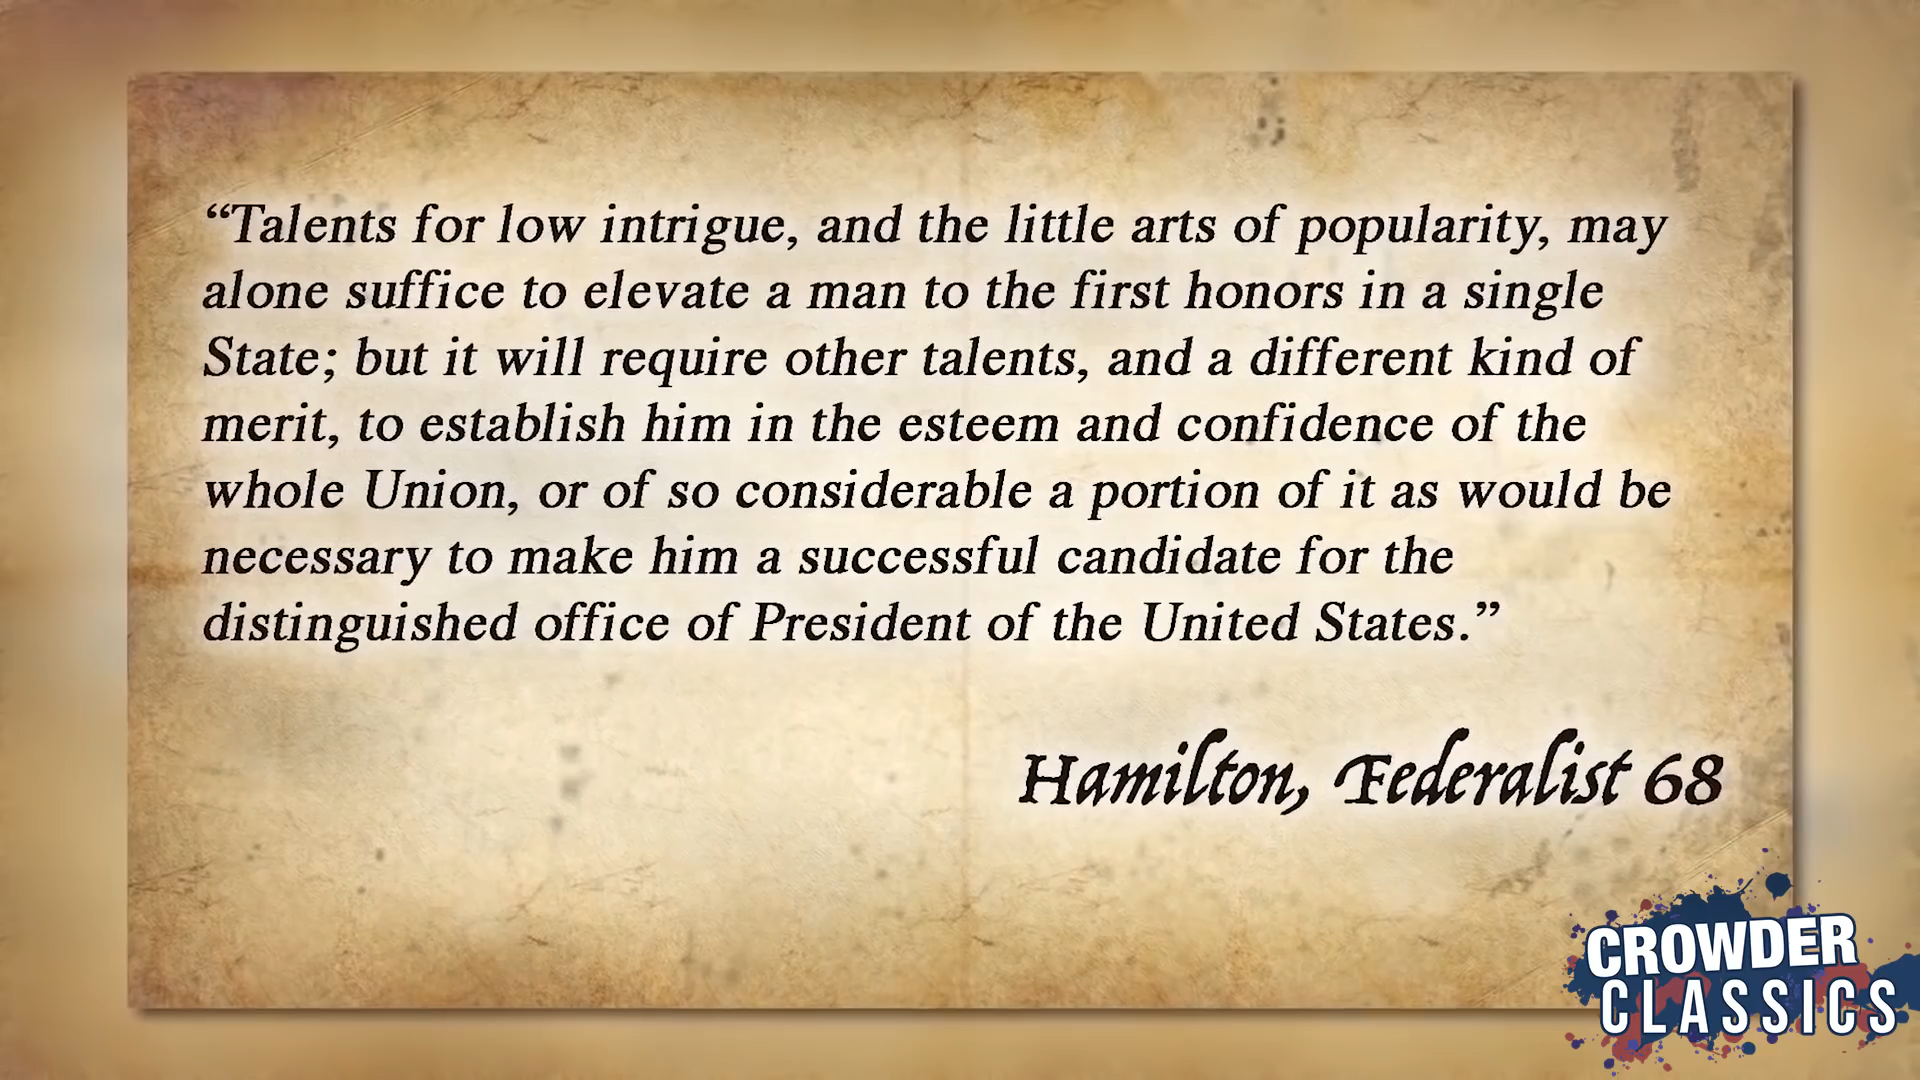 “Talents for low intrigue, and the little arts of popularity, may
alone suffice to elevate a man to the first honors in a single
State; but it will require other talents, and a different kind of
merit, to establish him in the esteem and confidence of the
whole Union, or of so considerable a portion of it as would be
necessary to make him a successful candidate for the
distinguished office of President of the United States.”
Hamilton, Federalist 68
CROWDER
CLASSICS